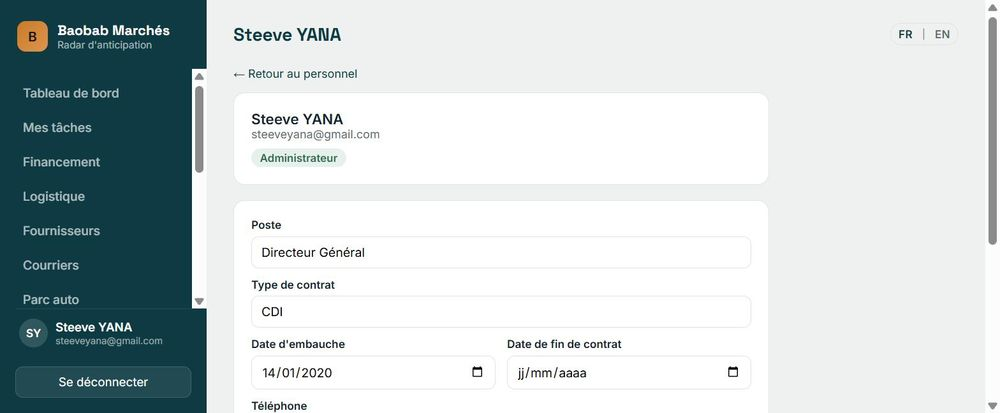 B
Baobab Marchés
Radar d'anticipation
Tableau de bord
Mes tâches
Financement
Logistique
Fournisseurs
Courriers
Parc auto
SY
Steeve YANA
steeveyana@gmail.com
Se déconnecter
Steeve YANA
FR | EN
← Retour au personnel
Steeve YANA
steeveyana@gmail.com
Administrateur
Poste
Directeur Général
Type de contrat
CDI
Date d'embauche
14/01/2020
Date de fin de contrat
jj/mm/aaaa
Téléphone